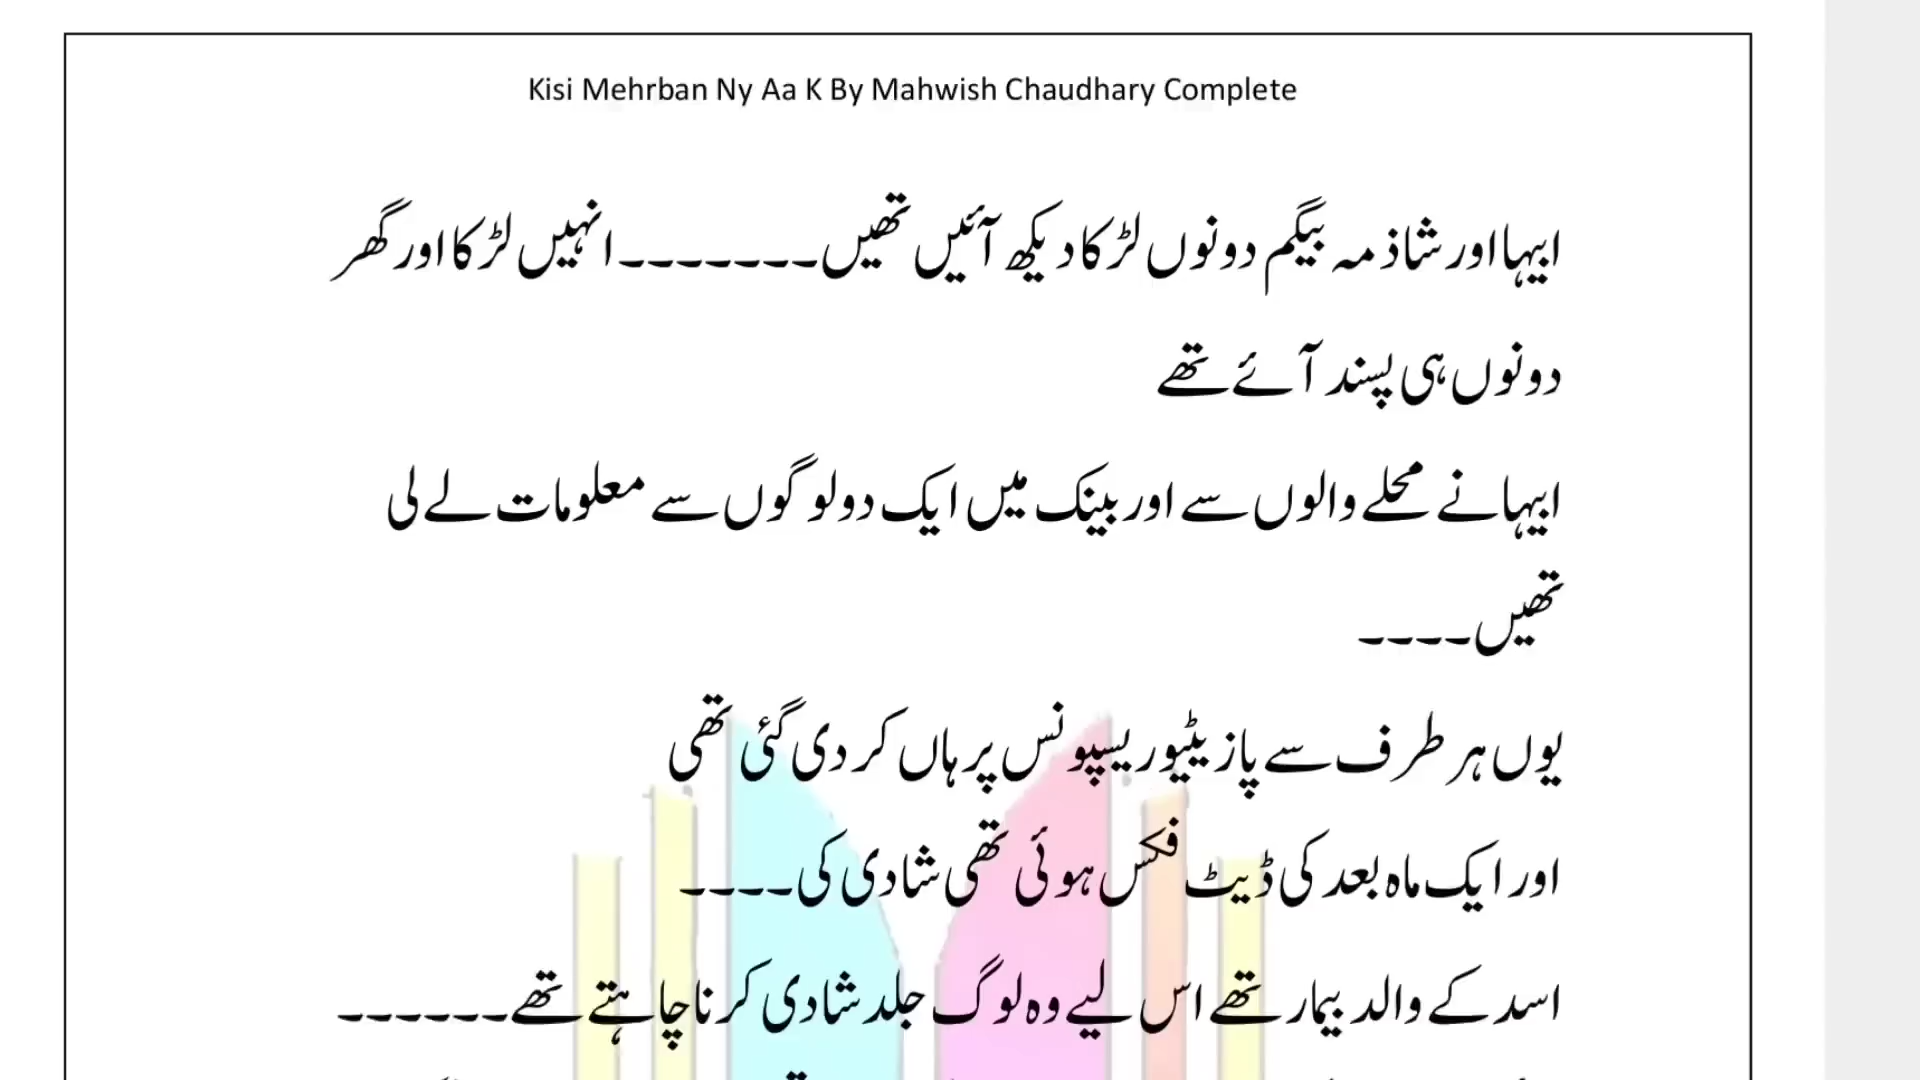 Kisi Mehrban Ny Aa K By Mahwish Chaudhary Complete
ابیہا اور شاذمہ بیگم دونوں لڑکا دیکھ آئیں تھیں۔۔۔۔۔۔۔ انہیں لڑکا اور گھر
دونوں ہی پسند آئے تھے
ابیہا نے محلے والوں سے اور بینک میں ایک دو لوگوں سے معلومات لے لی
تھیں۔۔۔۔
یوں ہر طرف سے پازیٹیو ریسپونس پر ہاں کر دی گئی تھی
اور ایک ماہ بعد کی ڈیٹ فکس ہوئی تھی شادی کی۔۔۔۔
اسد کے والد بیمار تھے اس لیے وہ لوگ جلد شادی کرنا چاہتے تھے۔۔۔۔۔۔